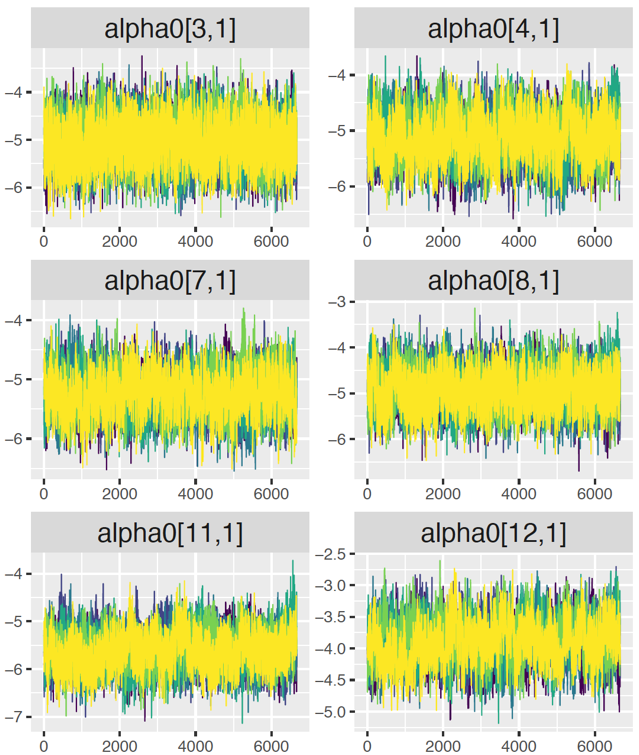 alpha0[3,1] alpha0[4,1]
−4 −4
−5 −5
−6 −6
0 2000 4000 6000 0 2000 4000 6000
alpha0[7,1] alpha0[8,1]
−3
−4 −4
−5 −5
−6 −6
0 2000 4000 6000 0 2000 4000 6000
alpha0[11,1] alpha0[12,1]
−2.5
−4 −3.0
−5 −3.5
−4.0
−6 −4.5
−7 −5.0
0 2000 4000 6000 0 2000 4000 6000